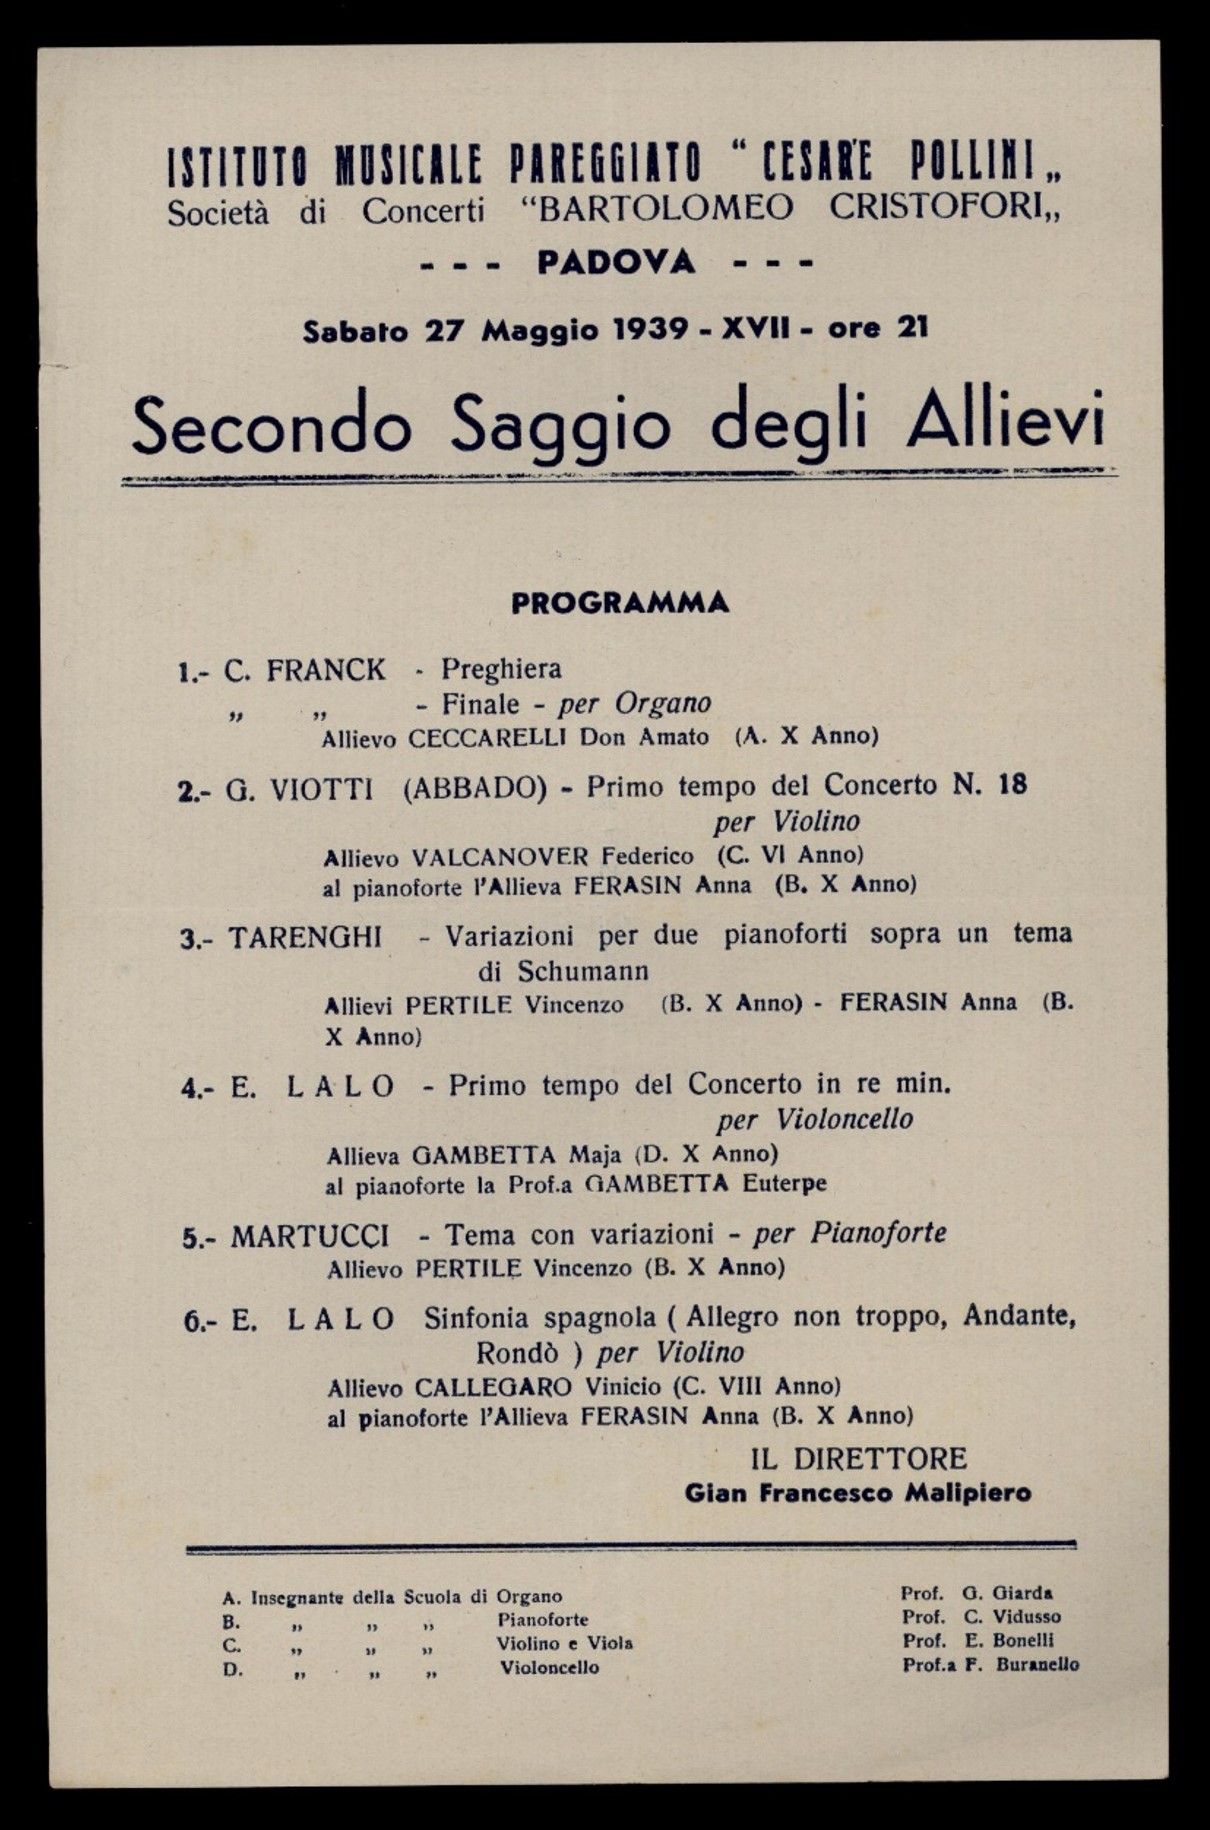 ISTITUTO MUSICALE PAREGGIATO “ CESARE POLLINI „
Società di Concerti “BARTOLOMEO CRISTOFORI„
- - - PADOVA - - -
Sabato 27 Maggio 1939 - XVII - ore 21
Secondo Saggio degli Allievi
PROGRAMMA
1.- C. FRANCK - Preghiera
„ „ - Finale - per Organo
Allievo CECCARELLI Don Amato (A. X Anno)
2.- G. VIOTTI (ABBADO) - Primo tempo del Concerto N. 18
per Violino
Allievo VALCANOVER Federico (C. VI Anno)
al pianoforte l'Allieva FERASIN Anna (B. X Anno)
3.- TARENGHI - Variazioni per due pianoforti sopra un tema
di Schumann
Allievi PERTILE Vincenzo (B. X Anno) - FERASIN Anna (B.
X Anno)
4.- E. LALO - Primo tempo del Concerto in re min.
per Violoncello
Allieva GAMBETTA Maja (D. X Anno)
al pianoforte la Prof.a GAMBETTA Euterpe
5.- MARTUCCI - Tema con variazioni - per Pianoforte
Allievo PERTILE Vincenzo (B. X Anno)
6.- E. LALO Sinfonia spagnola ( Allegro non troppo, Andante,
Rondò ) per Violino
Allievo CALLEGARO Vinicio (C. VIII Anno)
al pianoforte l'Allieva FERASIN Anna (B. X Anno)
IL DIRETTORE
Gian Francesco Malipiero
A. Insegnante della Scuola di Organo Prof. G. Giarda
B. „ „ „ Pianoforte Prof. C. Vidusso
C. „ „ „ Violino e Viola Prof. E. Bonelli
D. „ „ „ Violoncello Prof.a F. Buranello